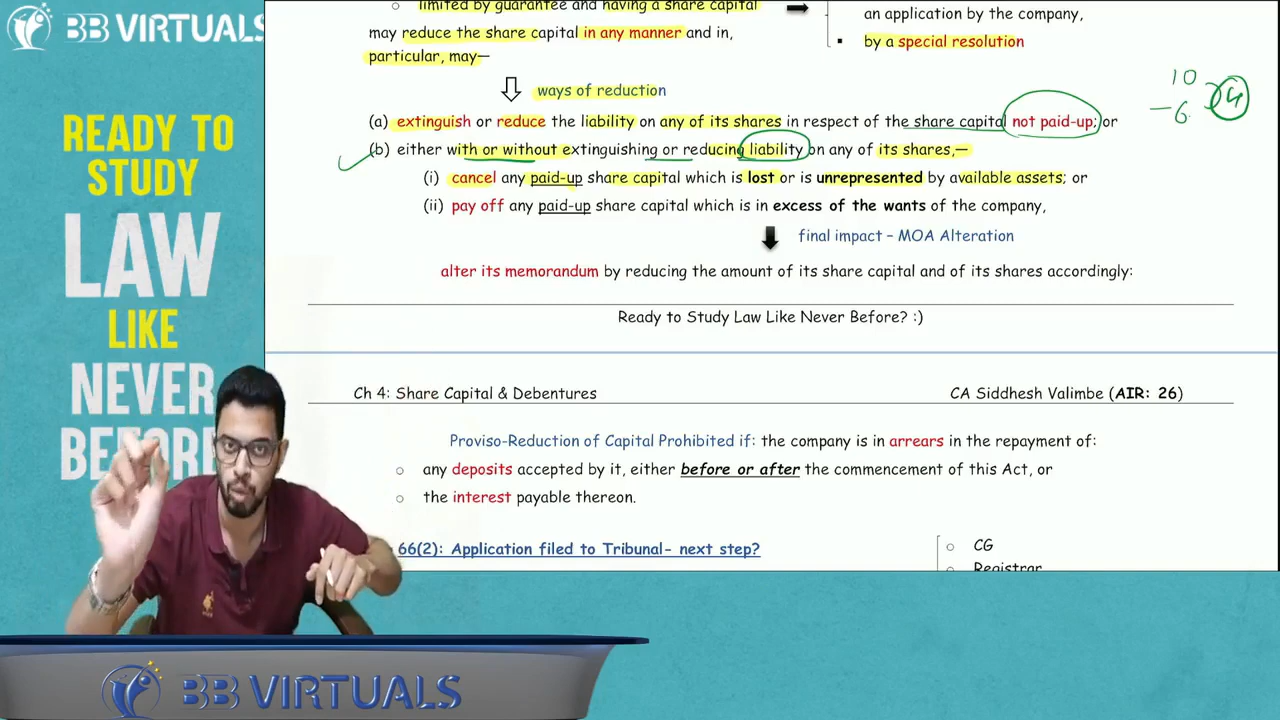 BB VIRTUALS
READY TO
STUDY
LAW
LIKE
NEVER
BEFORE
limited by guarantee and having a share capital
may reduce the share capital in any manner and in,
particular, may—
an application by the company,
by a special resolution
ways of reduction
(a) extinguish or reduce the liability on any of its shares in respect of the share capital not paid-up; or
(b) either with or without extinguishing or reducing liability on any of its shares,—
(i) cancel any paid-up share capital which is lost or is unrepresented by available assets; or
(ii) pay off any paid-up share capital which is in excess of the wants of the company,
10
- 6
4
final impact – MOA Alteration
alter its memorandum by reducing the amount of its share capital and of its shares accordingly:
Ready to Study Law Like Never Before? :)
Ch 4: Share Capital & Debentures
CA Siddhesh Valimbe (AIR: 26)
Proviso-Reduction of Capital Prohibited if: the company is in arrears in the repayment of:
any deposits accepted by it, either before or after the commencement of this Act, or
the interest payable thereon.
66(2): Application filed to Tribunal- next step?
CG
Registrar
BB VIRTUALS